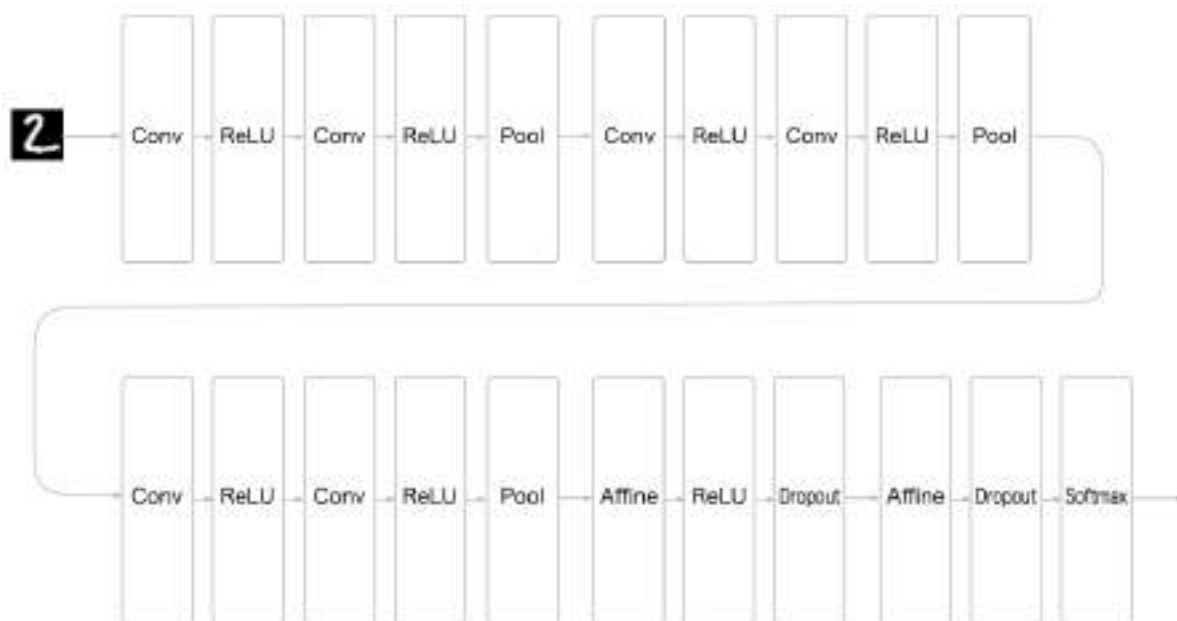 2
Conv ReLU Conv ReLU Pool Conv ReLU Conv ReLU Pool
Conv ReLU Conv ReLU Pool Affine ReLU Dropout Affine Dropout Softmax